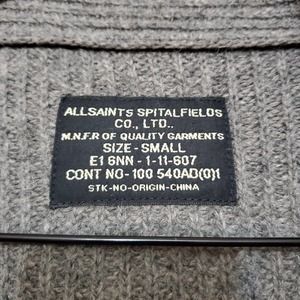 ALLSAINTS SPITALFIELDS
CO., LTD..
M.N.F.R OF QUALITY GARMENTS
SIZE-SMALL
E1 6NN - 1-11-607
CONT NO-100 540AD(0)1
STK-NO-ORIGIN-CHINA